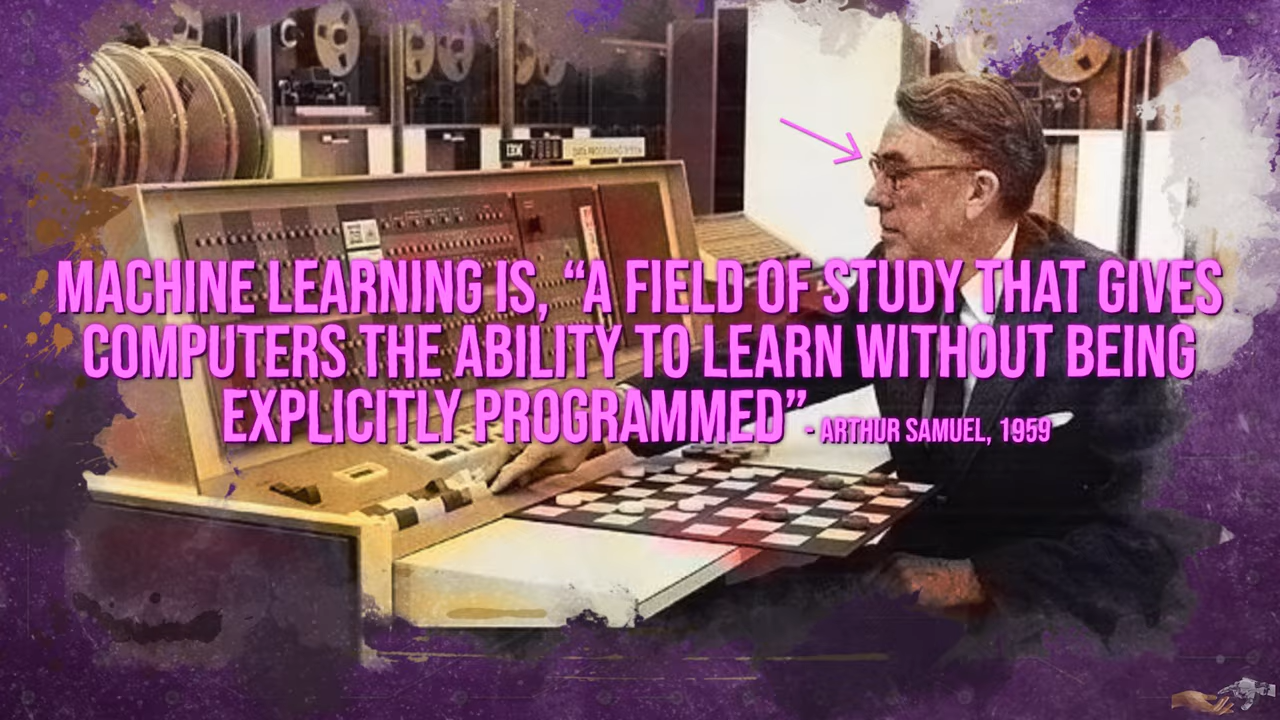 MACHINE LEARNING IS, “A FIELD OF STUDY THAT GIVES
COMPUTERS THE ABILITY TO LEARN WITHOUT BEING
EXPLICITLY PROGRAMMED” - ARTHUR SAMUEL, 1959